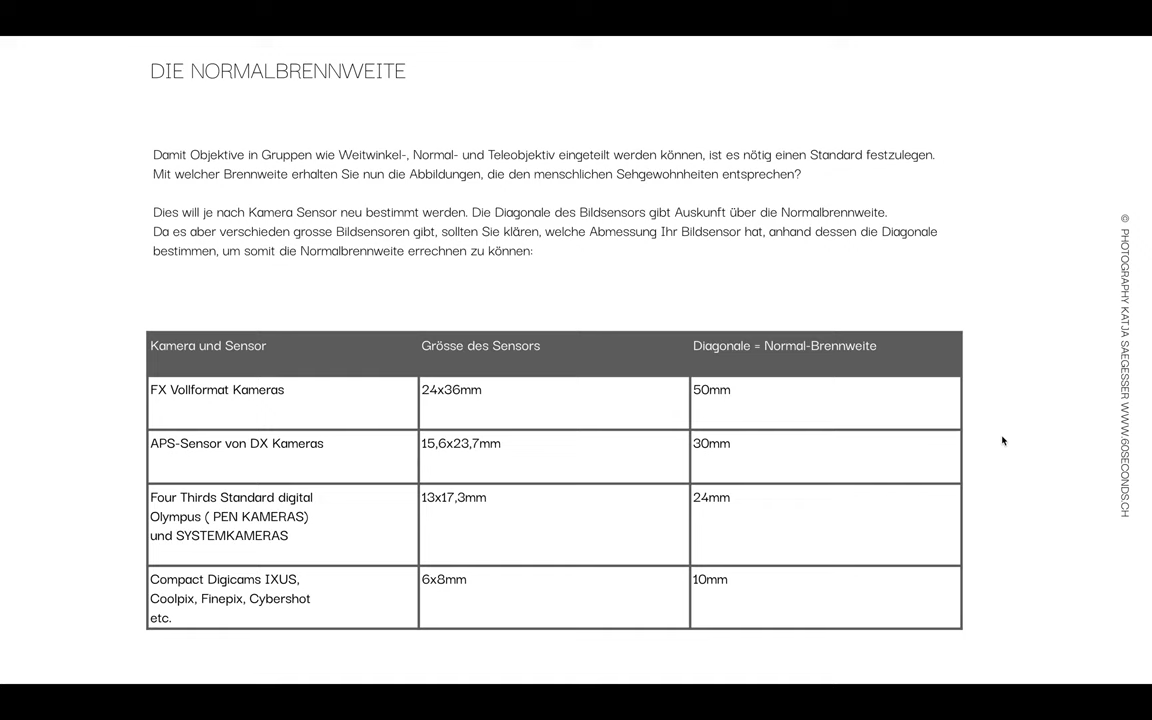 DIE NORMALBRENNWEITE
Damit Objektive in Gruppen wie Weitwinkel-, Normal- und Teleobjektiv eingeteilt werden können, ist es nötig einen Standard festzulegen.
Mit welcher Brennweite erhalten Sie nun die Abbildungen, die den menschlichen Sehgewohnheiten entsprechen?
Dies will je nach Kamera Sensor neu bestimmt werden. Die Diagonale des Bildsensors gibt Auskunft über die Normalbrennweite.
Da es aber verschieden grosse Bildsensoren gibt, sollten Sie klären, welche Abmessung Ihr Bildsensor hat, anhand dessen die Diagonale
bestimmen, um somit die Normalbrennweite errechnen zu können:
Kamera und Sensor Grösse des Sensors Diagonale = Normal-Brennweite
FX Vollformat Kameras 24x36mm 50mm
APS-Sensor von DX Kameras 15,6x23,7mm 30mm
Four Thirds Standard digital 13x17,3mm 24mm
Olympus ( PEN KAMERAS)
und SYSTEMKAMERAS
Compact Digicams IXUS, 6x8mm 10mm
Coolpix, Finepix, Cybershot
etc.
© PHOTOGRAPHY KATJA SAEGESSER WWW.60SECONDS.CH